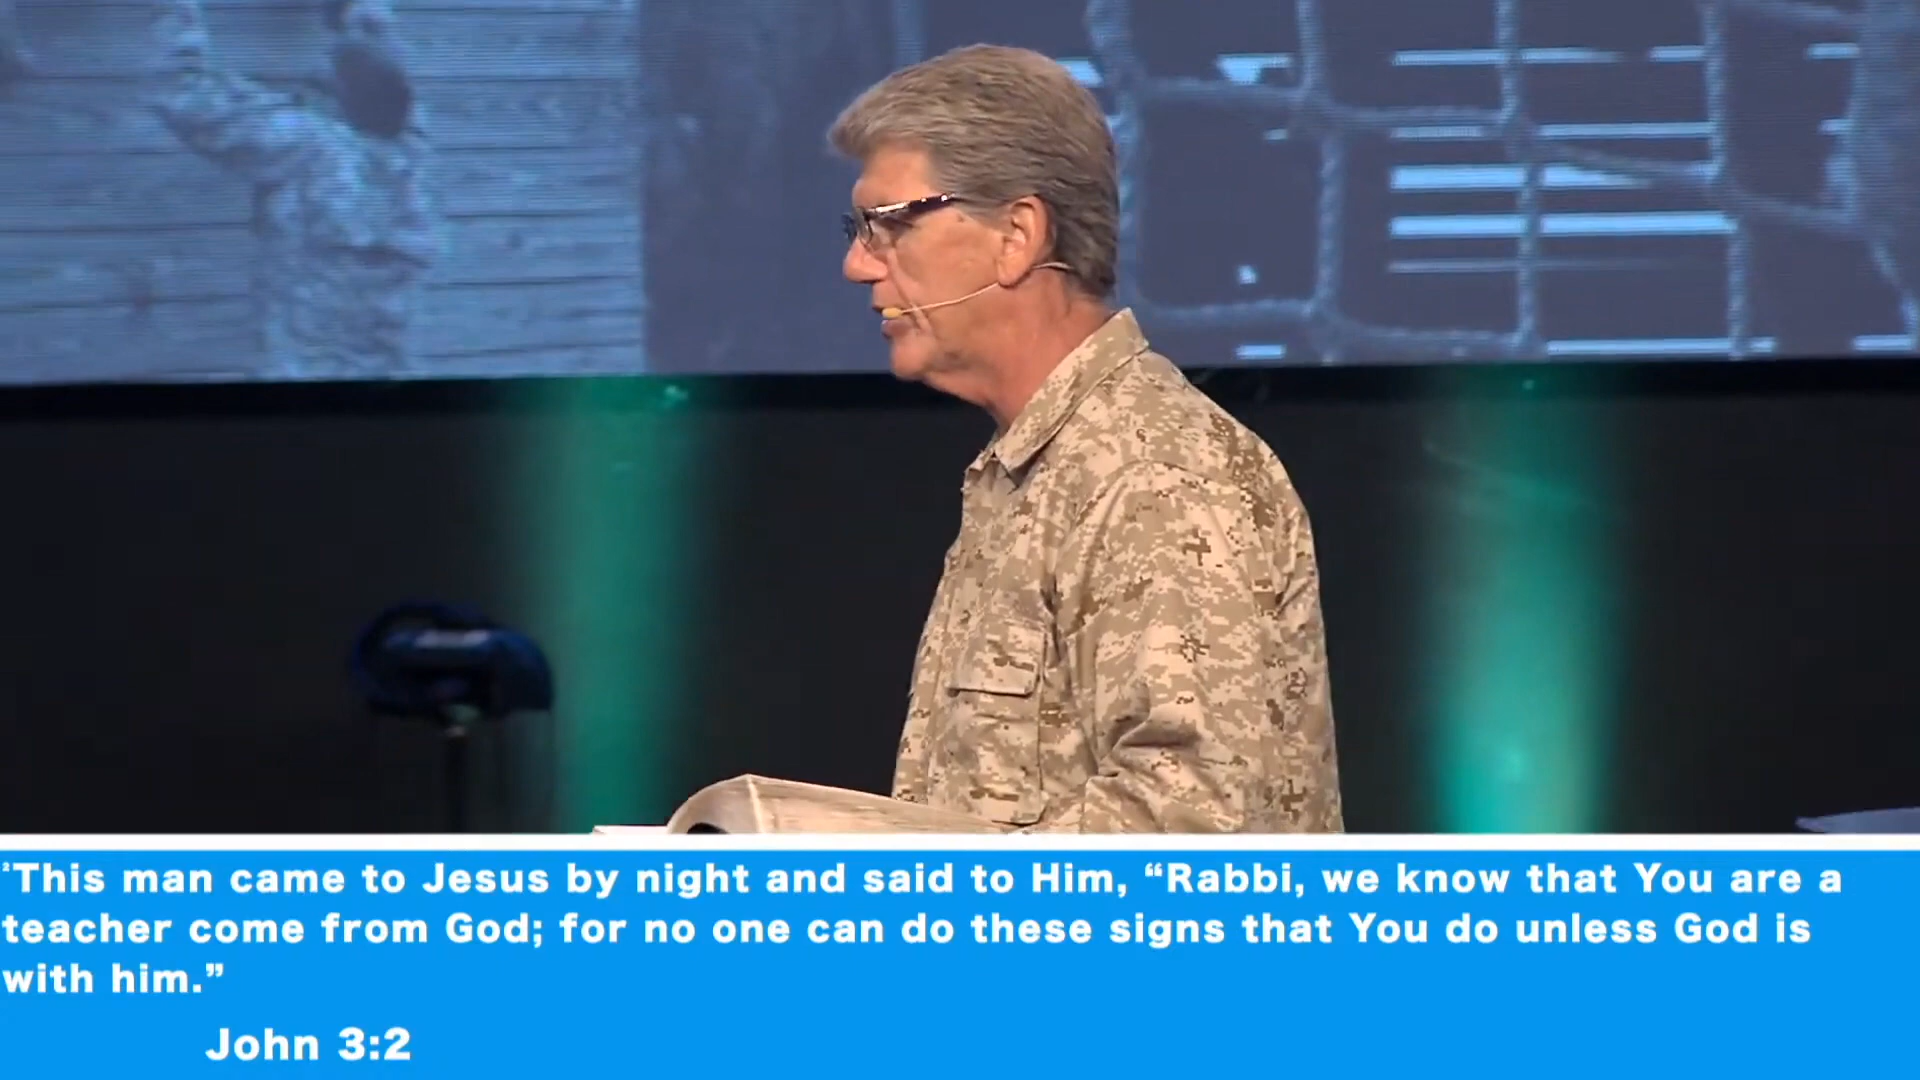 ²This man came to Jesus by night and said to Him, “Rabbi, we know that You are a
teacher come from God; for no one can do these signs that You do unless God is
with him.”
John 3:2